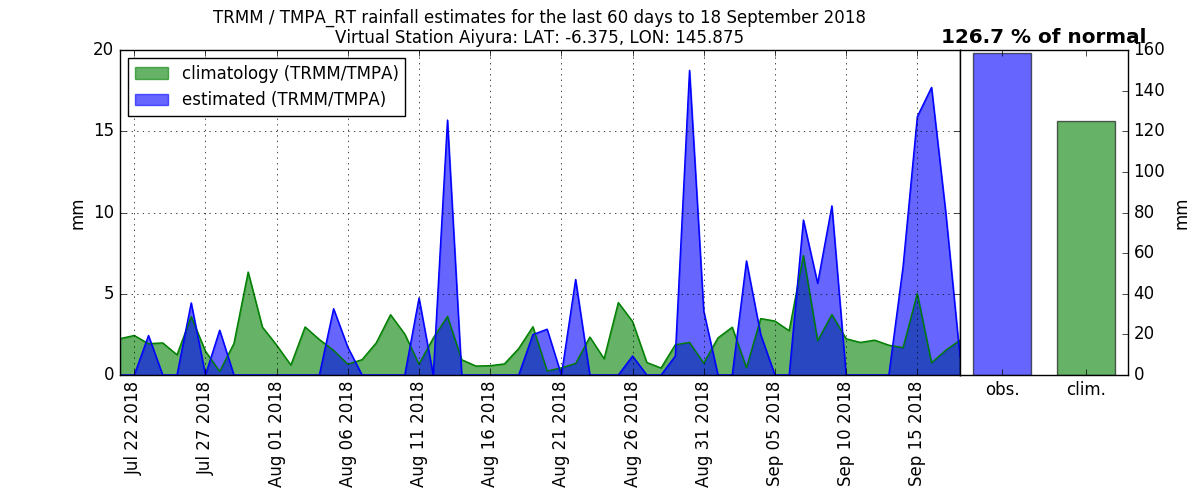 TRMM / TMPA_RT rainfall estimates for the last 60 days to 18 September 2018
Virtual Station Aiyura: LAT: -6.375, LON: 145.875
126.7 % of normal
climatology (TRMM/TMPA)
estimated (TRMM/TMPA)
20
15
10
5
0
mm
160
140
120
100
80
60
40
20
0
mm
Jul 22 2018
Jul 27 2018
Aug 01 2018
Aug 06 2018
Aug 11 2018
Aug 16 2018
Aug 21 2018
Aug 26 2018
Aug 31 2018
Sep 05 2018
Sep 10 2018
Sep 15 2018
obs.
clim.